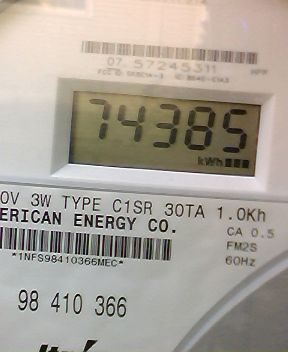 07 57245311
74385
kWh
0V 3W TYPE C1SR 30TA 1.0Kh
ERICAN ENERGY CO.
CA 0.5
FM2S
60Hz
*1NFS98410366MEC*
98 410 366